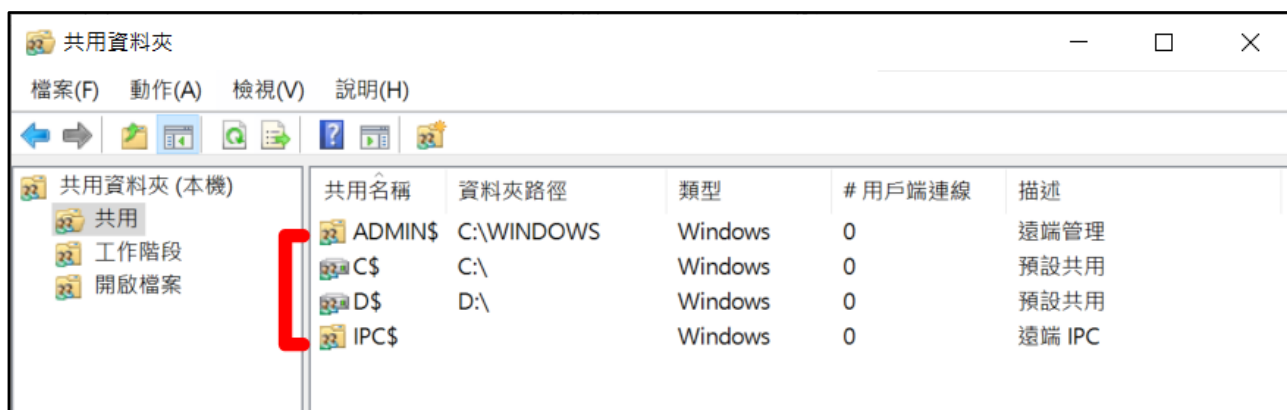 共用資料夾
檔案(F) 動作(A) 檢視(V) 說明(H)
共用資料夾 (本機)
共用
工作階段
開啟檔案
共用名稱 資料夾路徑 類型 # 用戶端連線 描述
ADMIN$ C:\WINDOWS Windows 0 遠端管理
C$ C:\ Windows 0 預設共用
D$ D:\ Windows 0 預設共用
IPC$ Windows 0 遠端 IPC